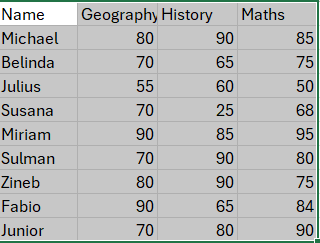 Name Geography History Maths
Michael 80 90 85
Belinda 70 65 75
Julius 55 60 50
Susana 70 25 68
Miriam 90 85 95
Sulman 70 90 80
Zineb 80 90 75
Fabio 90 65 84
Junior 70 80 90